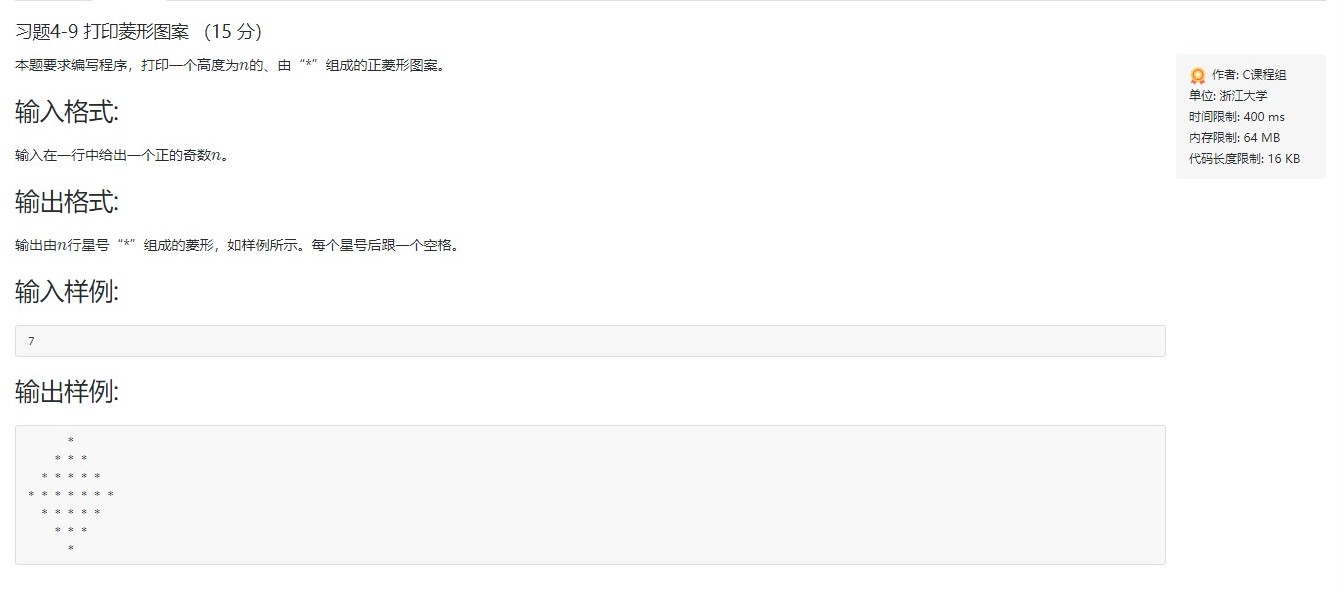 习题4-9 打印菱形图案 （15 分）
本题要求编写程序，打印一个高度为n的、由“*”组成的正菱形图案。
作者: C课程组
单位: 浙江大学
时间限制: 400 ms
内存限制: 64 MB
代码长度限制: 16 KB
输入格式:
输入在一行中给出一个正的奇数n。
输出格式:
输出由n行星号“*”组成的菱形，如样例所示。每个星号后跟一个空格。
输入样例:
7
输出样例:
      *
    * * *
  * * * * *
* * * * * * *
  * * * * *
    * * *
      *